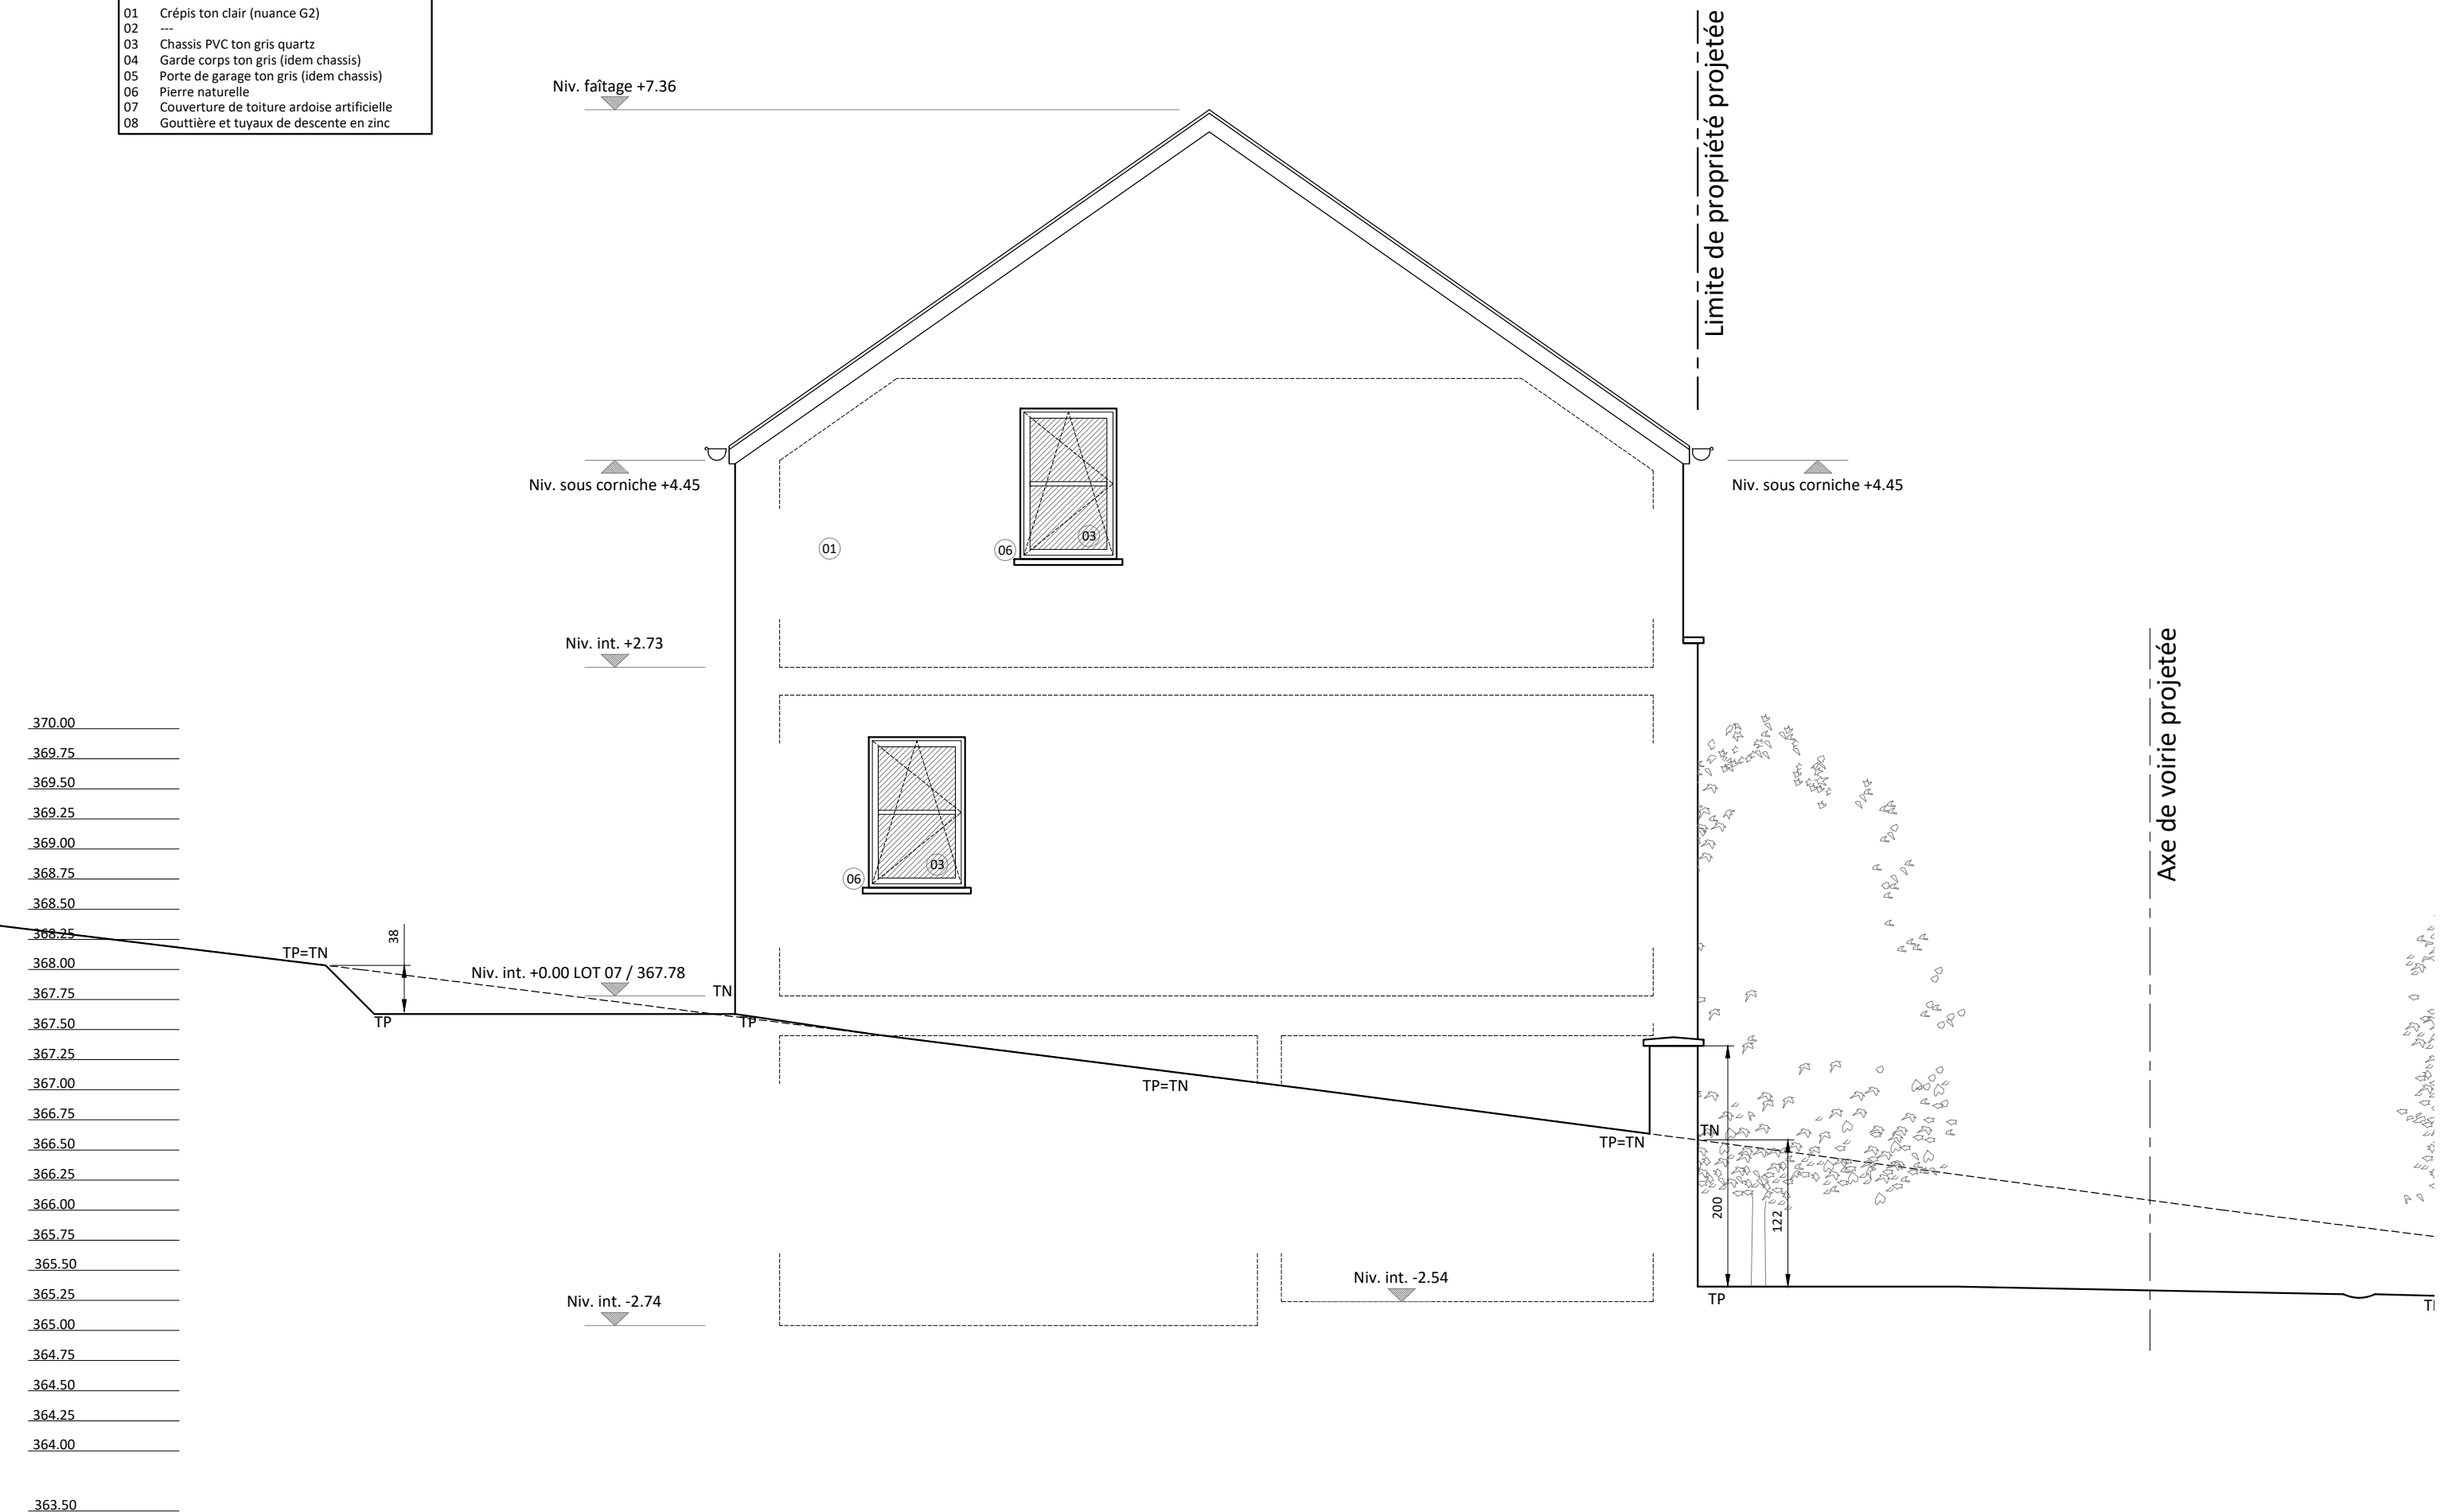 01 Crépis ton clair (nuance G2)
02 ---
03 Chassis PVC ton gris quartz
04 Garde corps ton gris (idem chassis)
05 Porte de garage ton gris (idem chassis)
06 Pierre naturelle
07 Couverture de toiture ardoise artificielle
08 Gouttière et tuyaux de descente en zinc
Niv. faîtage +7.36
Limite de propriété projetée
Niv. sous corniche +4.45
Niv. sous corniche +4.45
01
06
03
Niv. int. +2.73
Axe de voirie projetée
06
03
370.00
369.75
369.50
369.25
369.00
368.75
368.50
368.25
368.00
367.75
367.50
367.25
367.00
366.75
366.50
366.25
366.00
365.75
365.50
365.25
365.00
364.75
364.50
364.25
364.00
363.50
TP=TN
38
Niv. int. +0.00 LOT 07 / 367.78
TN
TP
TP
TP=TN
TP=TN
TN
200
122
Niv. int. -2.54
Niv. int. -2.74
TP